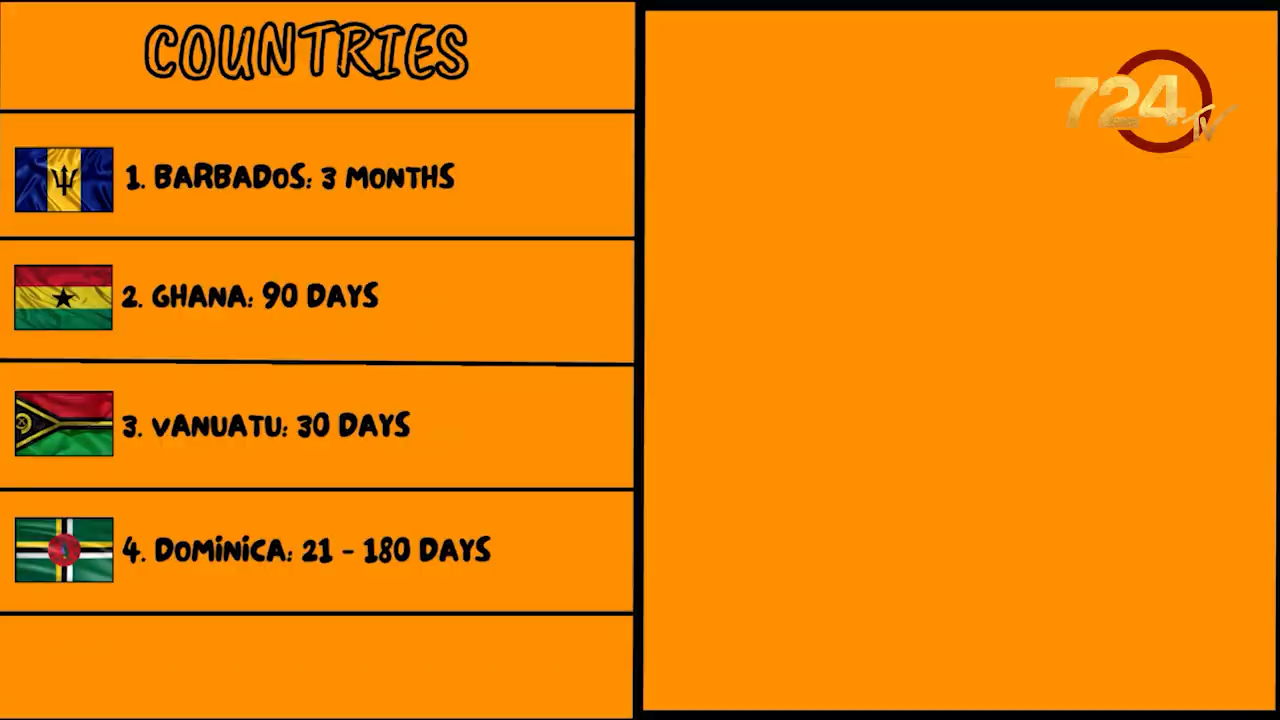 COUNTRIES
1. BARBADOS: 3 MONTHS
2. GHANA: 90 DAYS
3. VANUATU: 30 DAYS
4. DOMINICA: 21 - 180 DAYS
724
TV